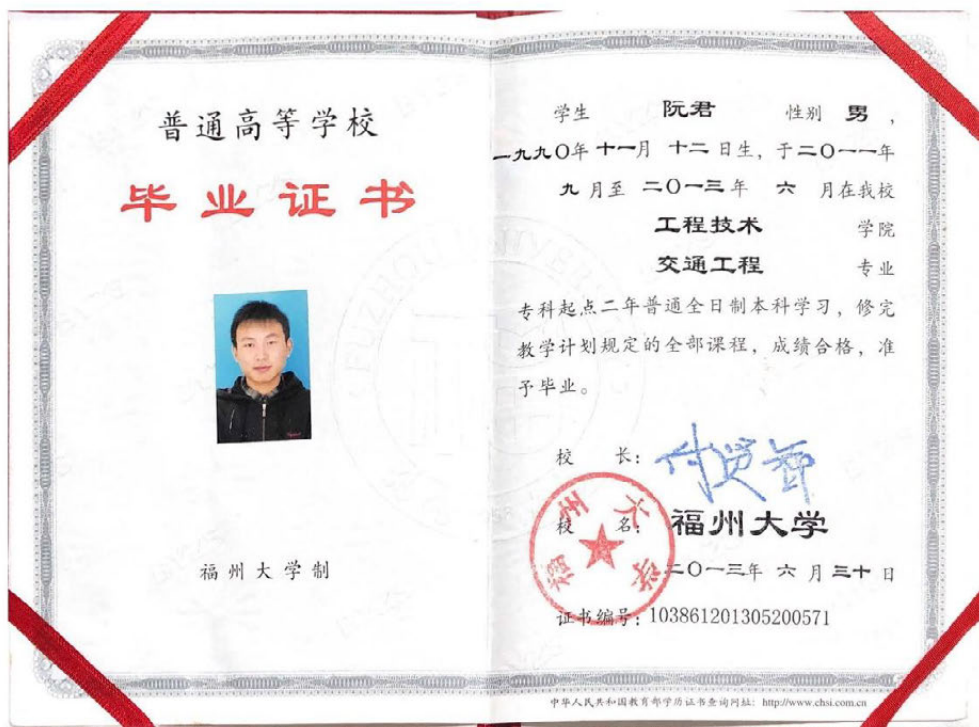 普通高等学校
毕业证书
福州大学制
学生 阮君 性别 男，
一九九〇年 十一月 十二 日生，于二〇一一年
九 月至 二〇一三年 六 月在我校
工程技术 学院
交通工程 专业
专科起点二年普通全日制本科学习，修完
教学计划规定的全部课程，成绩合格，准
予毕业。
校 长：
校 名：福州大学
福州大学
二〇一三年 六 月 三十 日
证书编号：103861201305200571
中华人民共和国教育部学历证书查询网址：http://www.chsi.com.cn